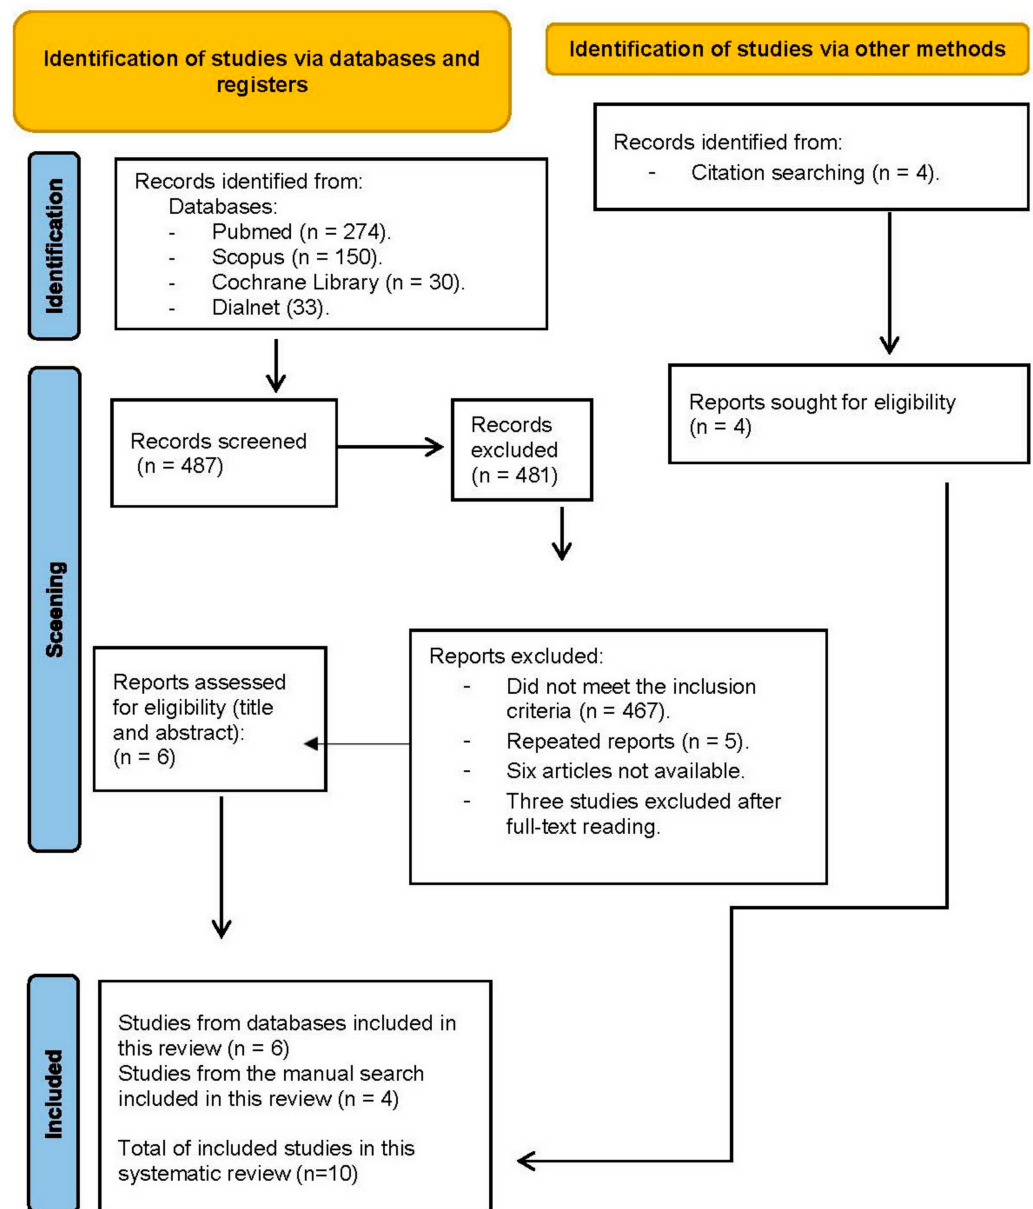 Identification of studies via databases and
registers
Identification of studies via other methods
Identification
Records identified from:
Databases:
- Pubmed (n = 274).
- Scopus (n = 150).
- Cochrane Library (n = 30).
- Dialnet (33).
Records identified from:
- Citation searching (n = 4).
Sceening
Records screened
(n = 487)
Records
excluded
(n = 481)
Reports sought for eligibility
(n = 4)
Reports assessed
for eligibility (title
and abstract):
(n = 6)
Reports excluded:
- Did not meet the inclusion
criteria (n = 467).
- Repeated reports (n = 5).
- Six articles not available.
- Three studies excluded after
full-text reading.
Included
Studies from databases included in
this review (n = 6)
Studies from the manual search
included in this review (n = 4)
Total of included studies in this
systematic review (n=10)